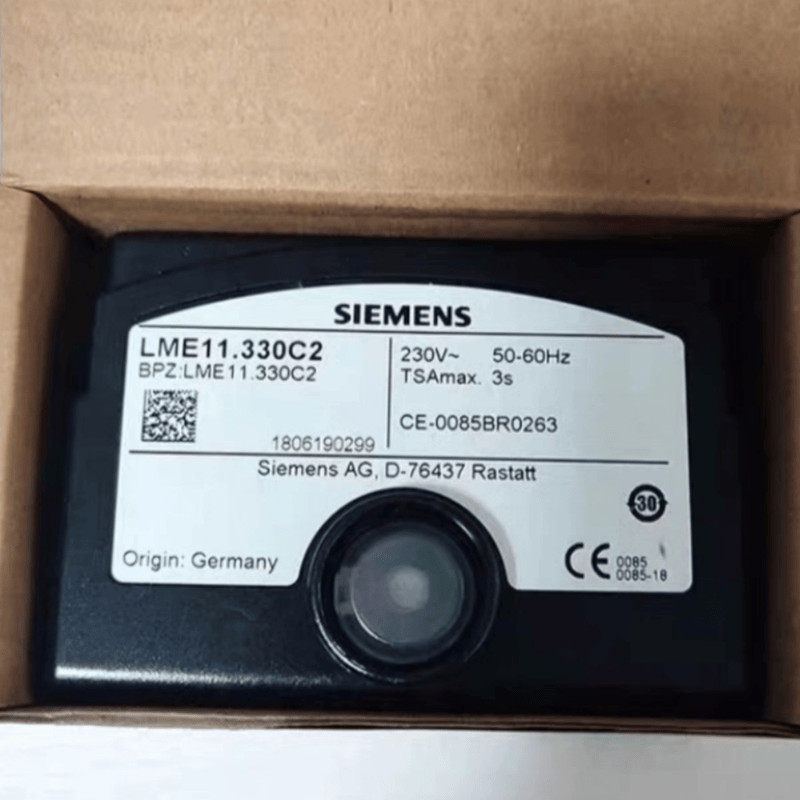 SIEMENS
LME11.330C2
BPZ:LME11.330C2
230V~ 50-60Hz
TSAmax. 3s
CE-0085BR0263
1806190299
Siemens AG, D-76437 Rastatt
30
Origin: Germany
CE 0085
0085-18